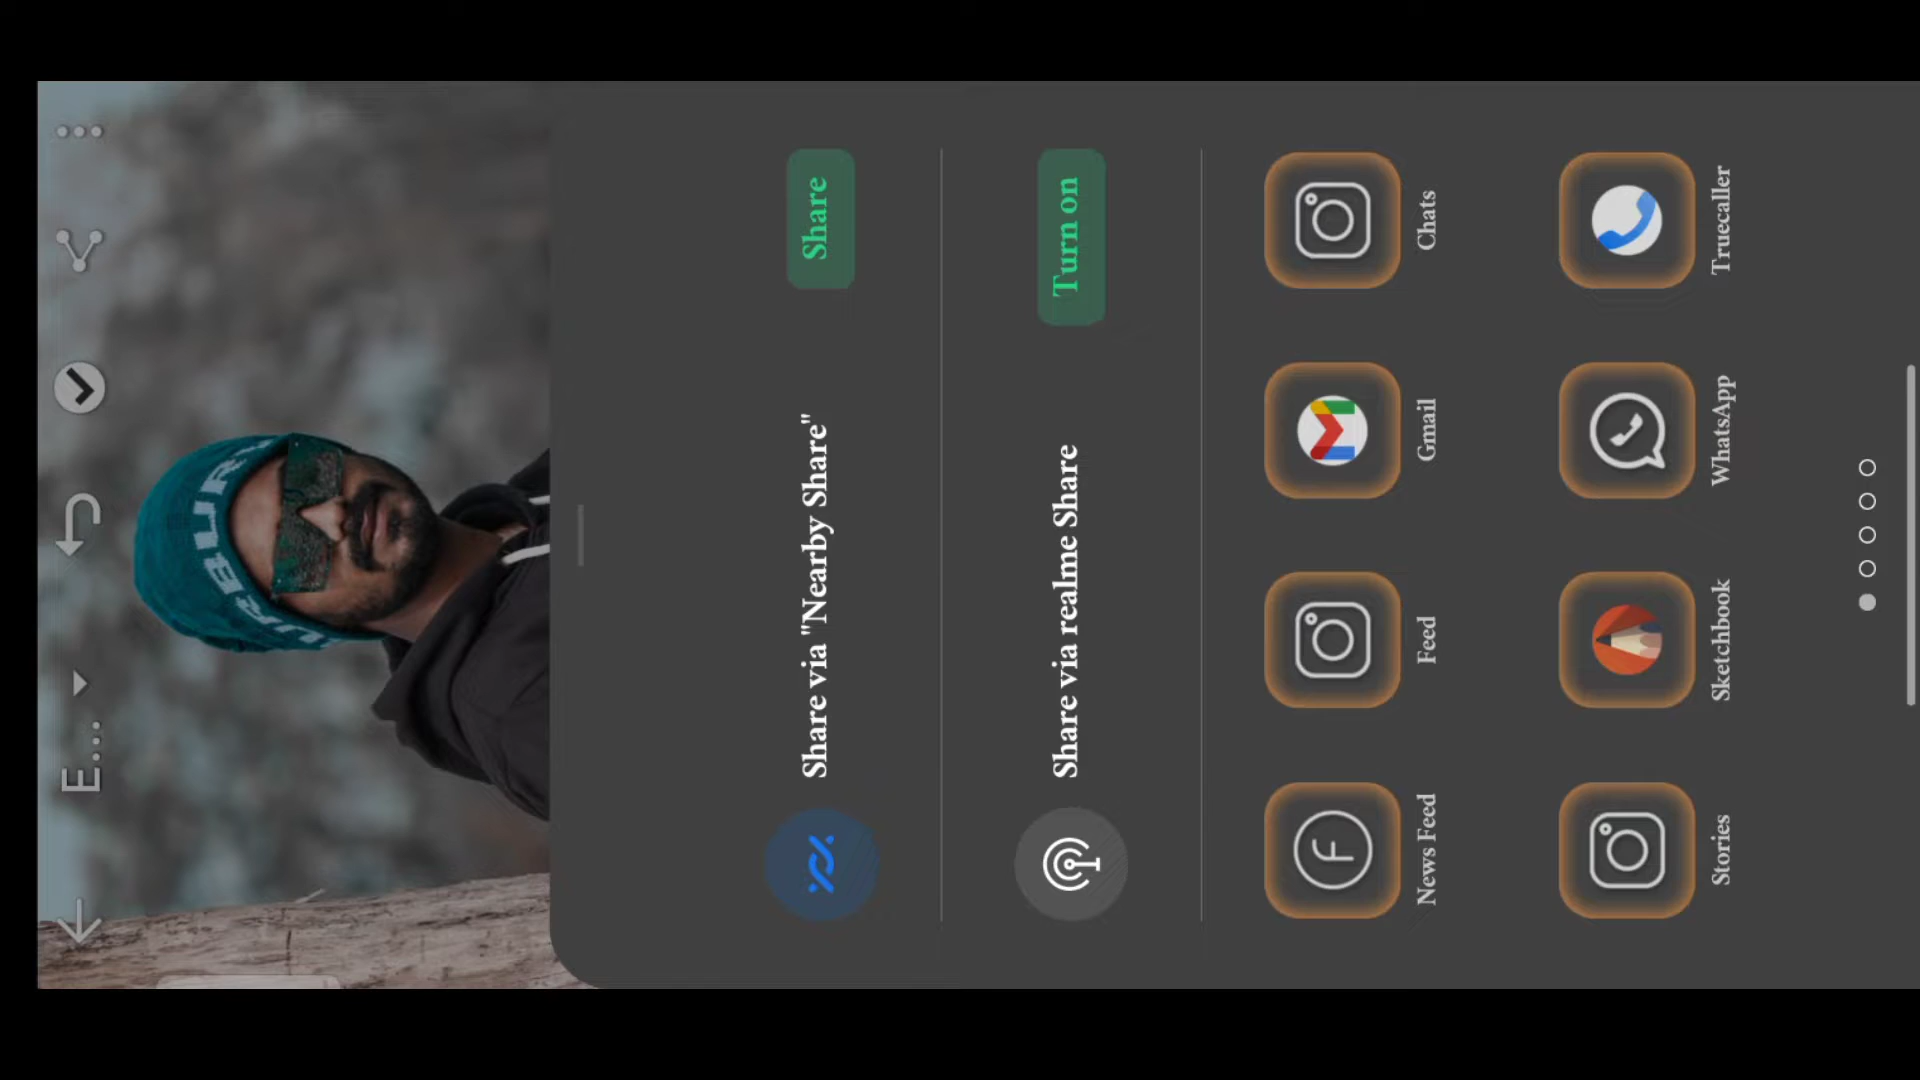 E...
Share via "Nearby Share" Share
Share via realme Share Turn on
News Feed Feed Gmail Chats
Stories Sketchbook WhatsApp Truecaller